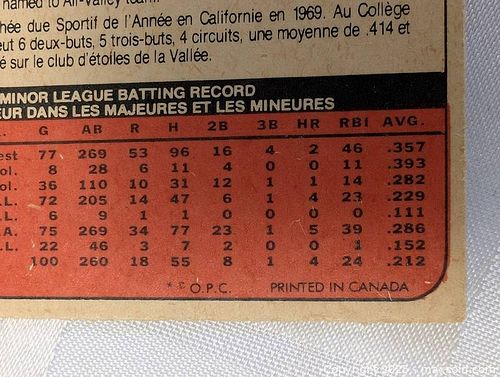 named to All-Valley team.
hée due Sportif de l'Année en Californie en 1969. Au Collège
eut 6 deux-buts, 5 trois-buts, 4 circuits, une moyenne de .414 et
é sur le club d'étoiles de la Vallée.
MINOR LEAGUE BATTING RECORD
EUR DANS LES MAJEURES ET LES MINEURES
. G AB R H 2B 3B HR RBI AVG.
est 77 269 53 96 16 4 2 46 .357
ol. 8 28 6 11 4 0 0 11 .393
ol. 36 110 10 31 12 1 1 14 .282
.L. 72 205 14 47 6 1 4 23 .229
L. 6 9 1 1 0 0 0 0 .111
.A. 75 269 34 77 23 1 5 39 .286
.L. 22 46 3 7 2 0 0 1 .152
100 260 18 55 8 1 4 24 .212
* © O.P.C. PRINTED IN CANADA
Copyright 2025 - maxsold.com